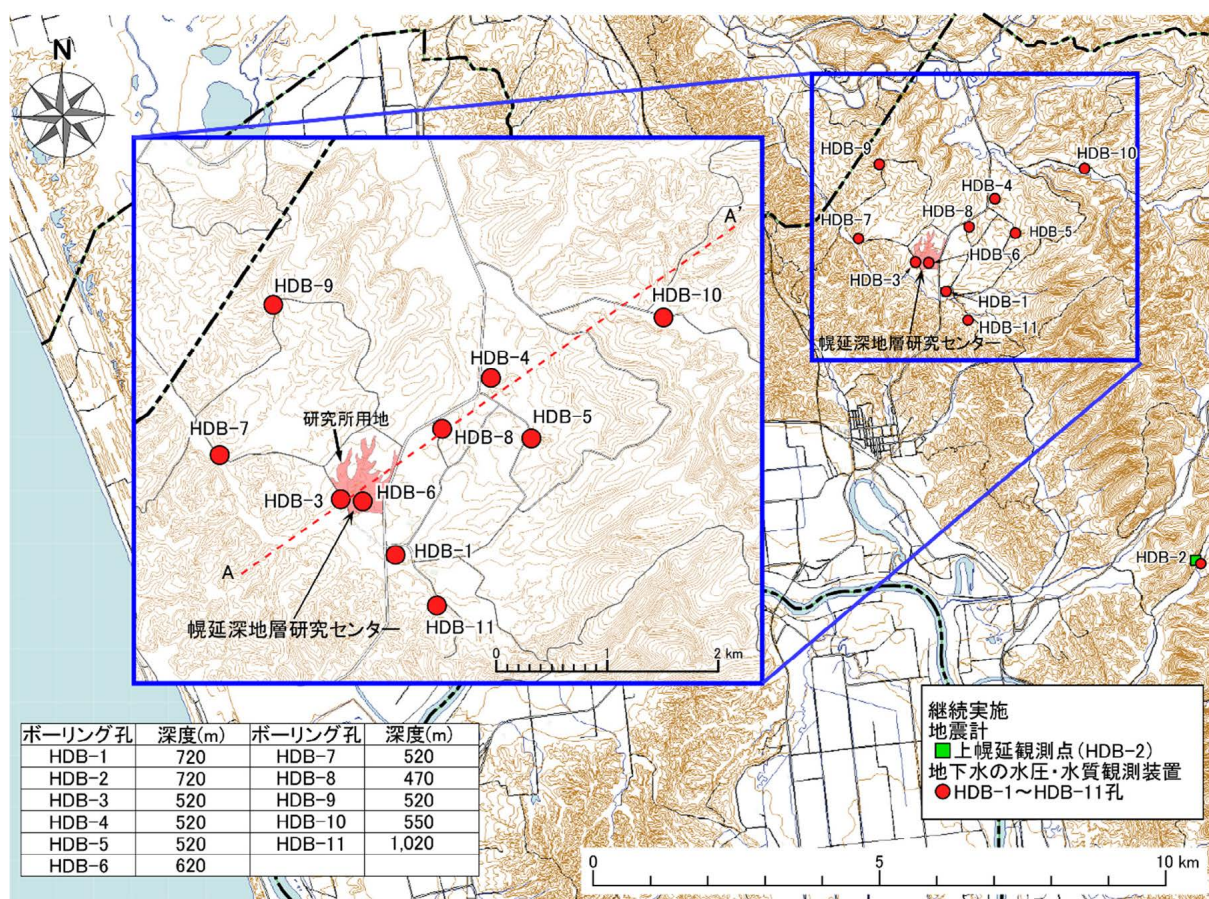 N
HDB-9
HDB-10
HDB-4
HDB-8
HDB-7
HDB-5
HDB-6
HDB-3
HDB-1
HDB-11
幌延深地層研究センター
A'
HDB-9
HDB-10
HDB-4
研究所用地
HDB-5
HDB-7
HDB-8
HDB-3
HDB-6
HDB-1
A
HDB-11
幌延深地層研究センター
0 1 2 km
HDB-2
ボーリング孔 深度(m) ボーリング孔 深度(m)
HDB-1 720 HDB-7 520
HDB-2 720 HDB-8 470
HDB-3 520 HDB-9 520
HDB-4 520 HDB-10 550
HDB-5 520 HDB-11 1,020
HDB-6 620
継続実施
地震計
上幌延観測点(HDB-2)
地下水の水圧・水質観測装置
HDB-1～HDB-11孔
0 5 10 km